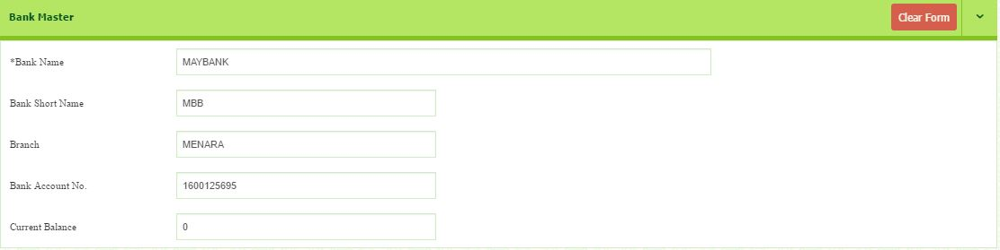 Bank Master
Clear Form
*Bank Name MAYBANK
Bank Short Name MBB
Branch MENARA
Bank Account No. 1600125695
Current Balance 0